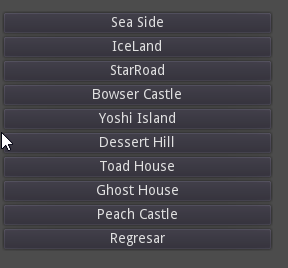 Sea Side
IceLand
StarRoad
Bowser Castle
Yoshi Island
Dessert Hill
Toad House
Ghost House
Peach Castle
Regresar